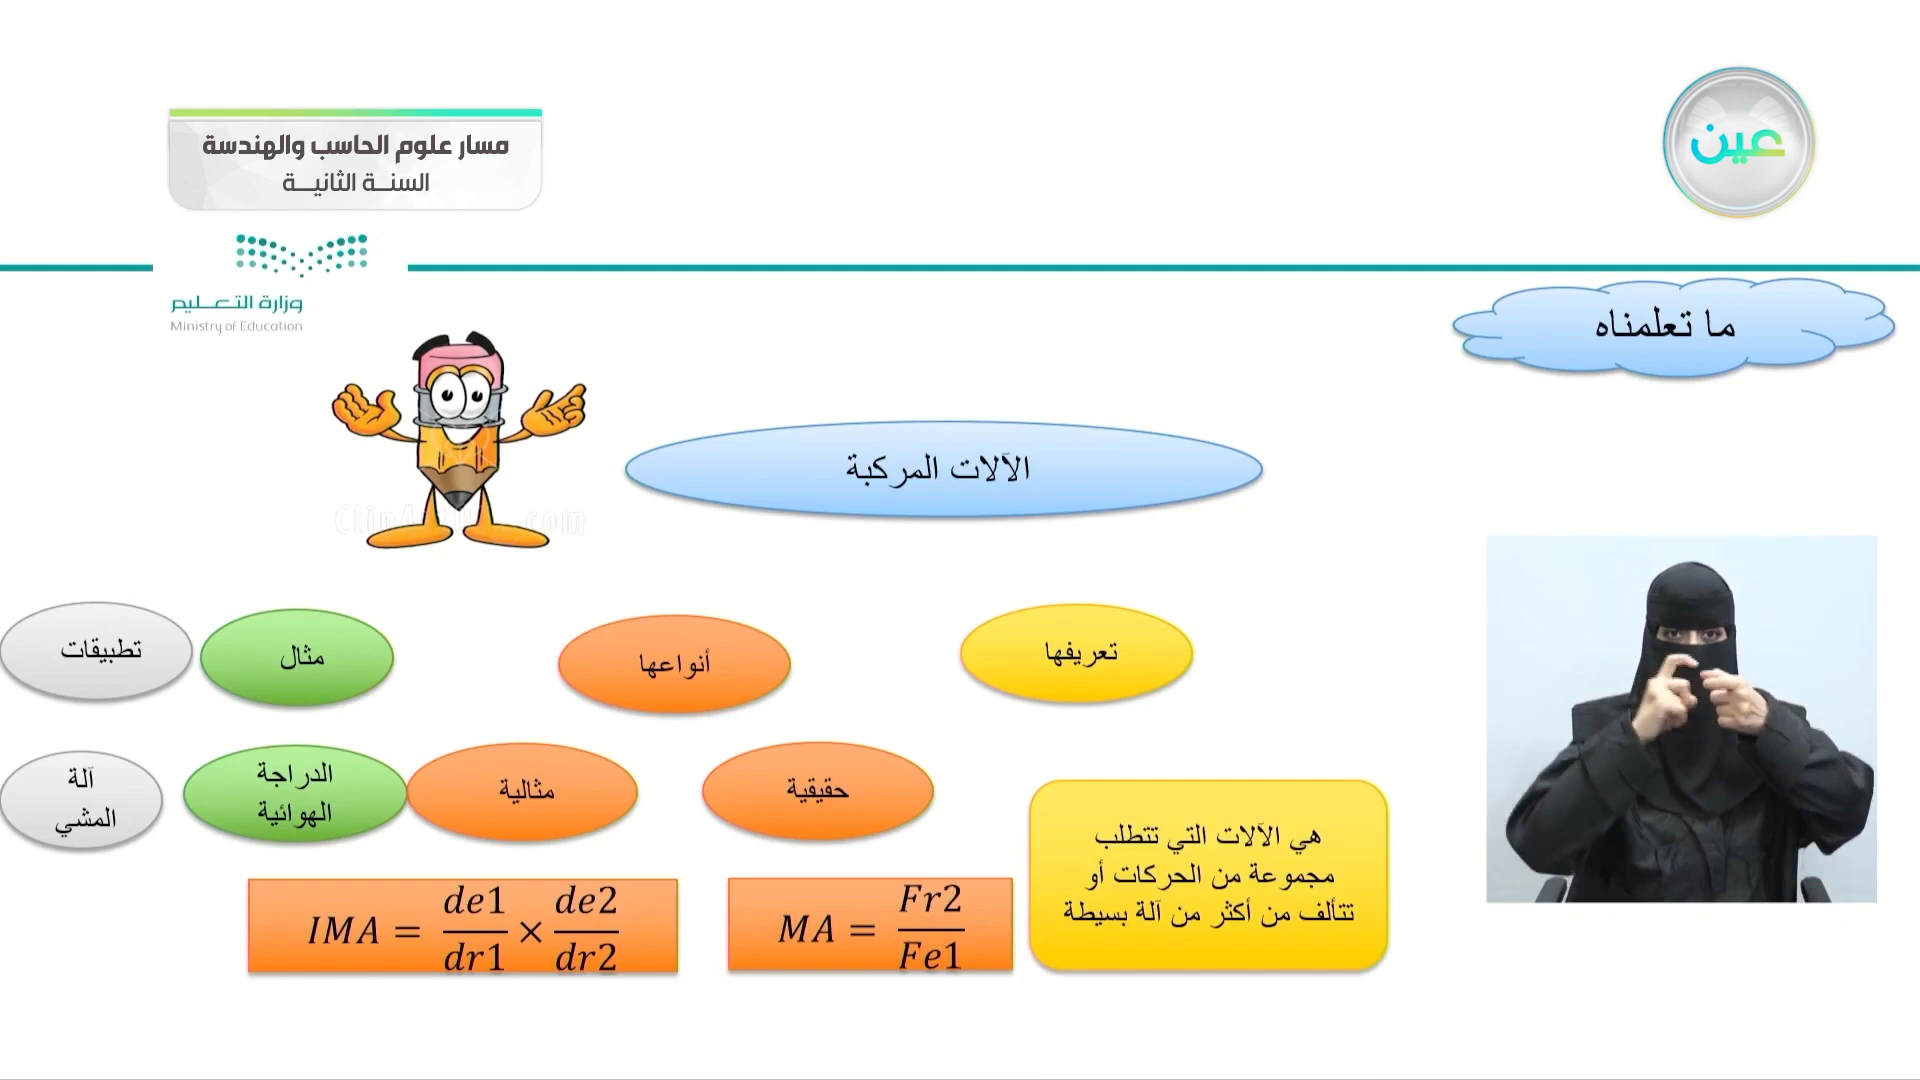 مسار علوم الحاسب والهندسة
السنــة الثانيــة
عين
وزارة التعـليم
Ministry of Education
ما تعلمناه
الآلات المركبة
تعريفها
أنواعها
مثال
تطبيقات
حقيقية
مثالية
الدراجة
الهوائية
آلة
المشي
هي الآلات التي تتطلب
مجموعة من الحركات أو
تتألف من أكثر من آلة بسيطة
MA = Fr2/Fe1
IMA = de1/dr1 × de2/dr2